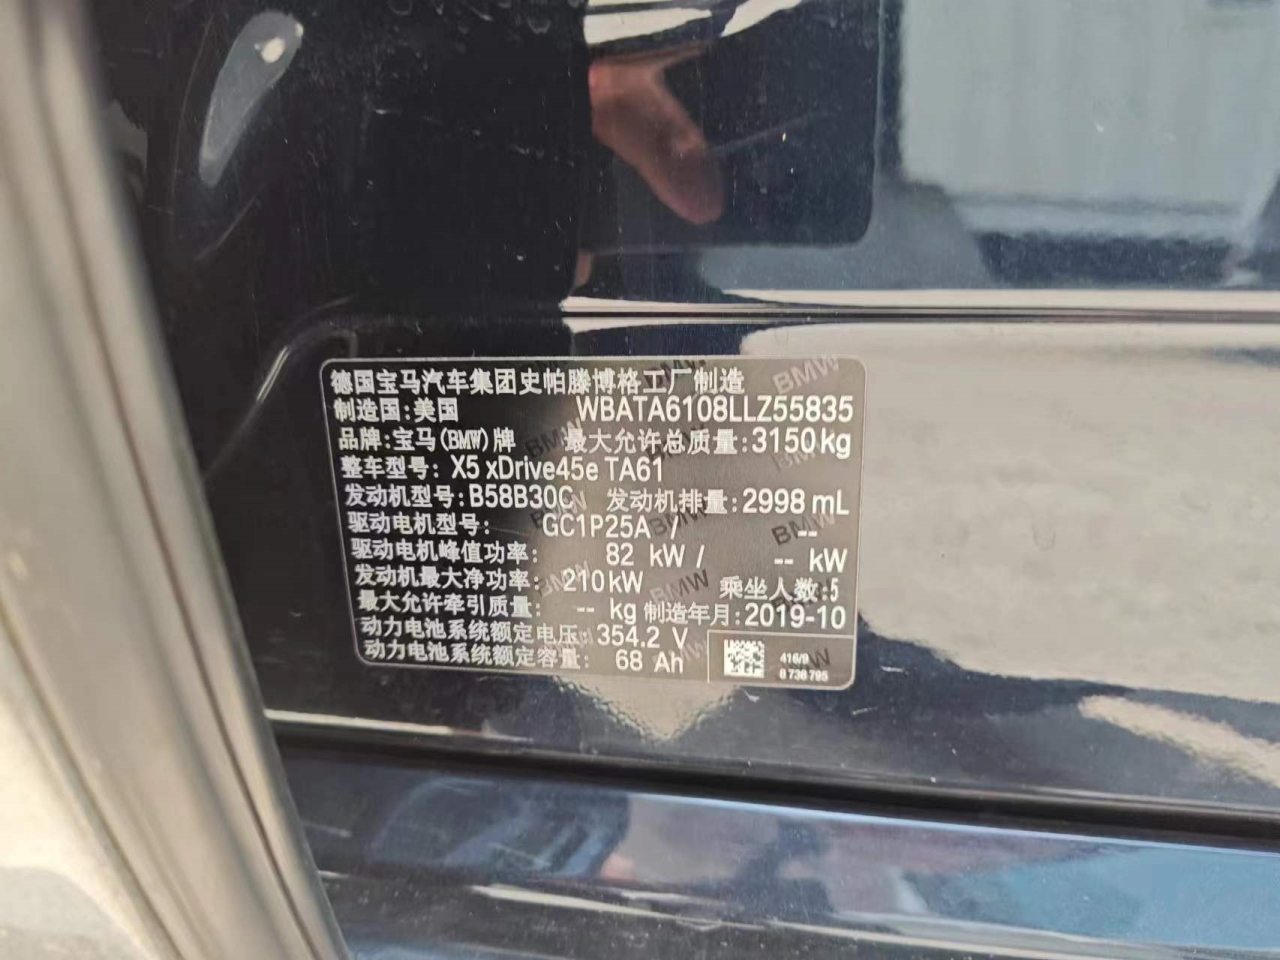 德国宝马汽车集团史帕滕博格工厂制造
制造国:美国 WBATA6108LLZ55835
品牌:宝马(BMW)牌 最大允许总质量:3150kg
整车型号: X5 xDrive45e TA61
发动机型号:B58B30C 发动机排量:2998 mL
驱动电机型号: GC1P25A / --
驱动电机峰值功率: 82 kW / -- kW
发动机最大净功率: 210kW 乘坐人数:5
最大允许牵引质量: -- kg 制造年月:2019-10
动力电池系统额定电压:354.2 V
动力电池系统额定容量: 68 Ah
416/9
8 736 795